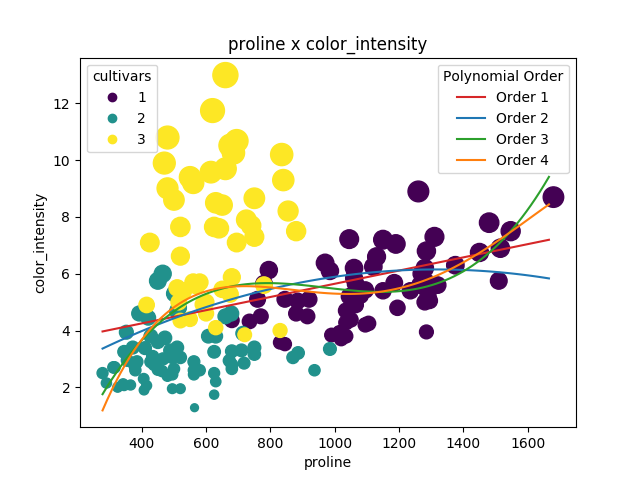 proline x color_intensity
cultivars
1
2
3
Polynomial Order
Order 1
Order 2
Order 3
Order 4
color_intensity
12
10
8
6
4
2
400 600 800 1000 1200 1400 1600
proline